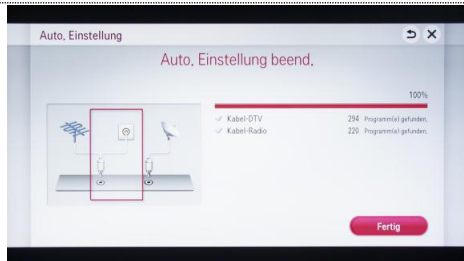 Auto. Einstellung
Auto. Einstellung beend.
100%
Kabel-DTV 294 Programm(e) gefunden.
Kabel-Radio 220 Programm(e) gefunden.
Fertig